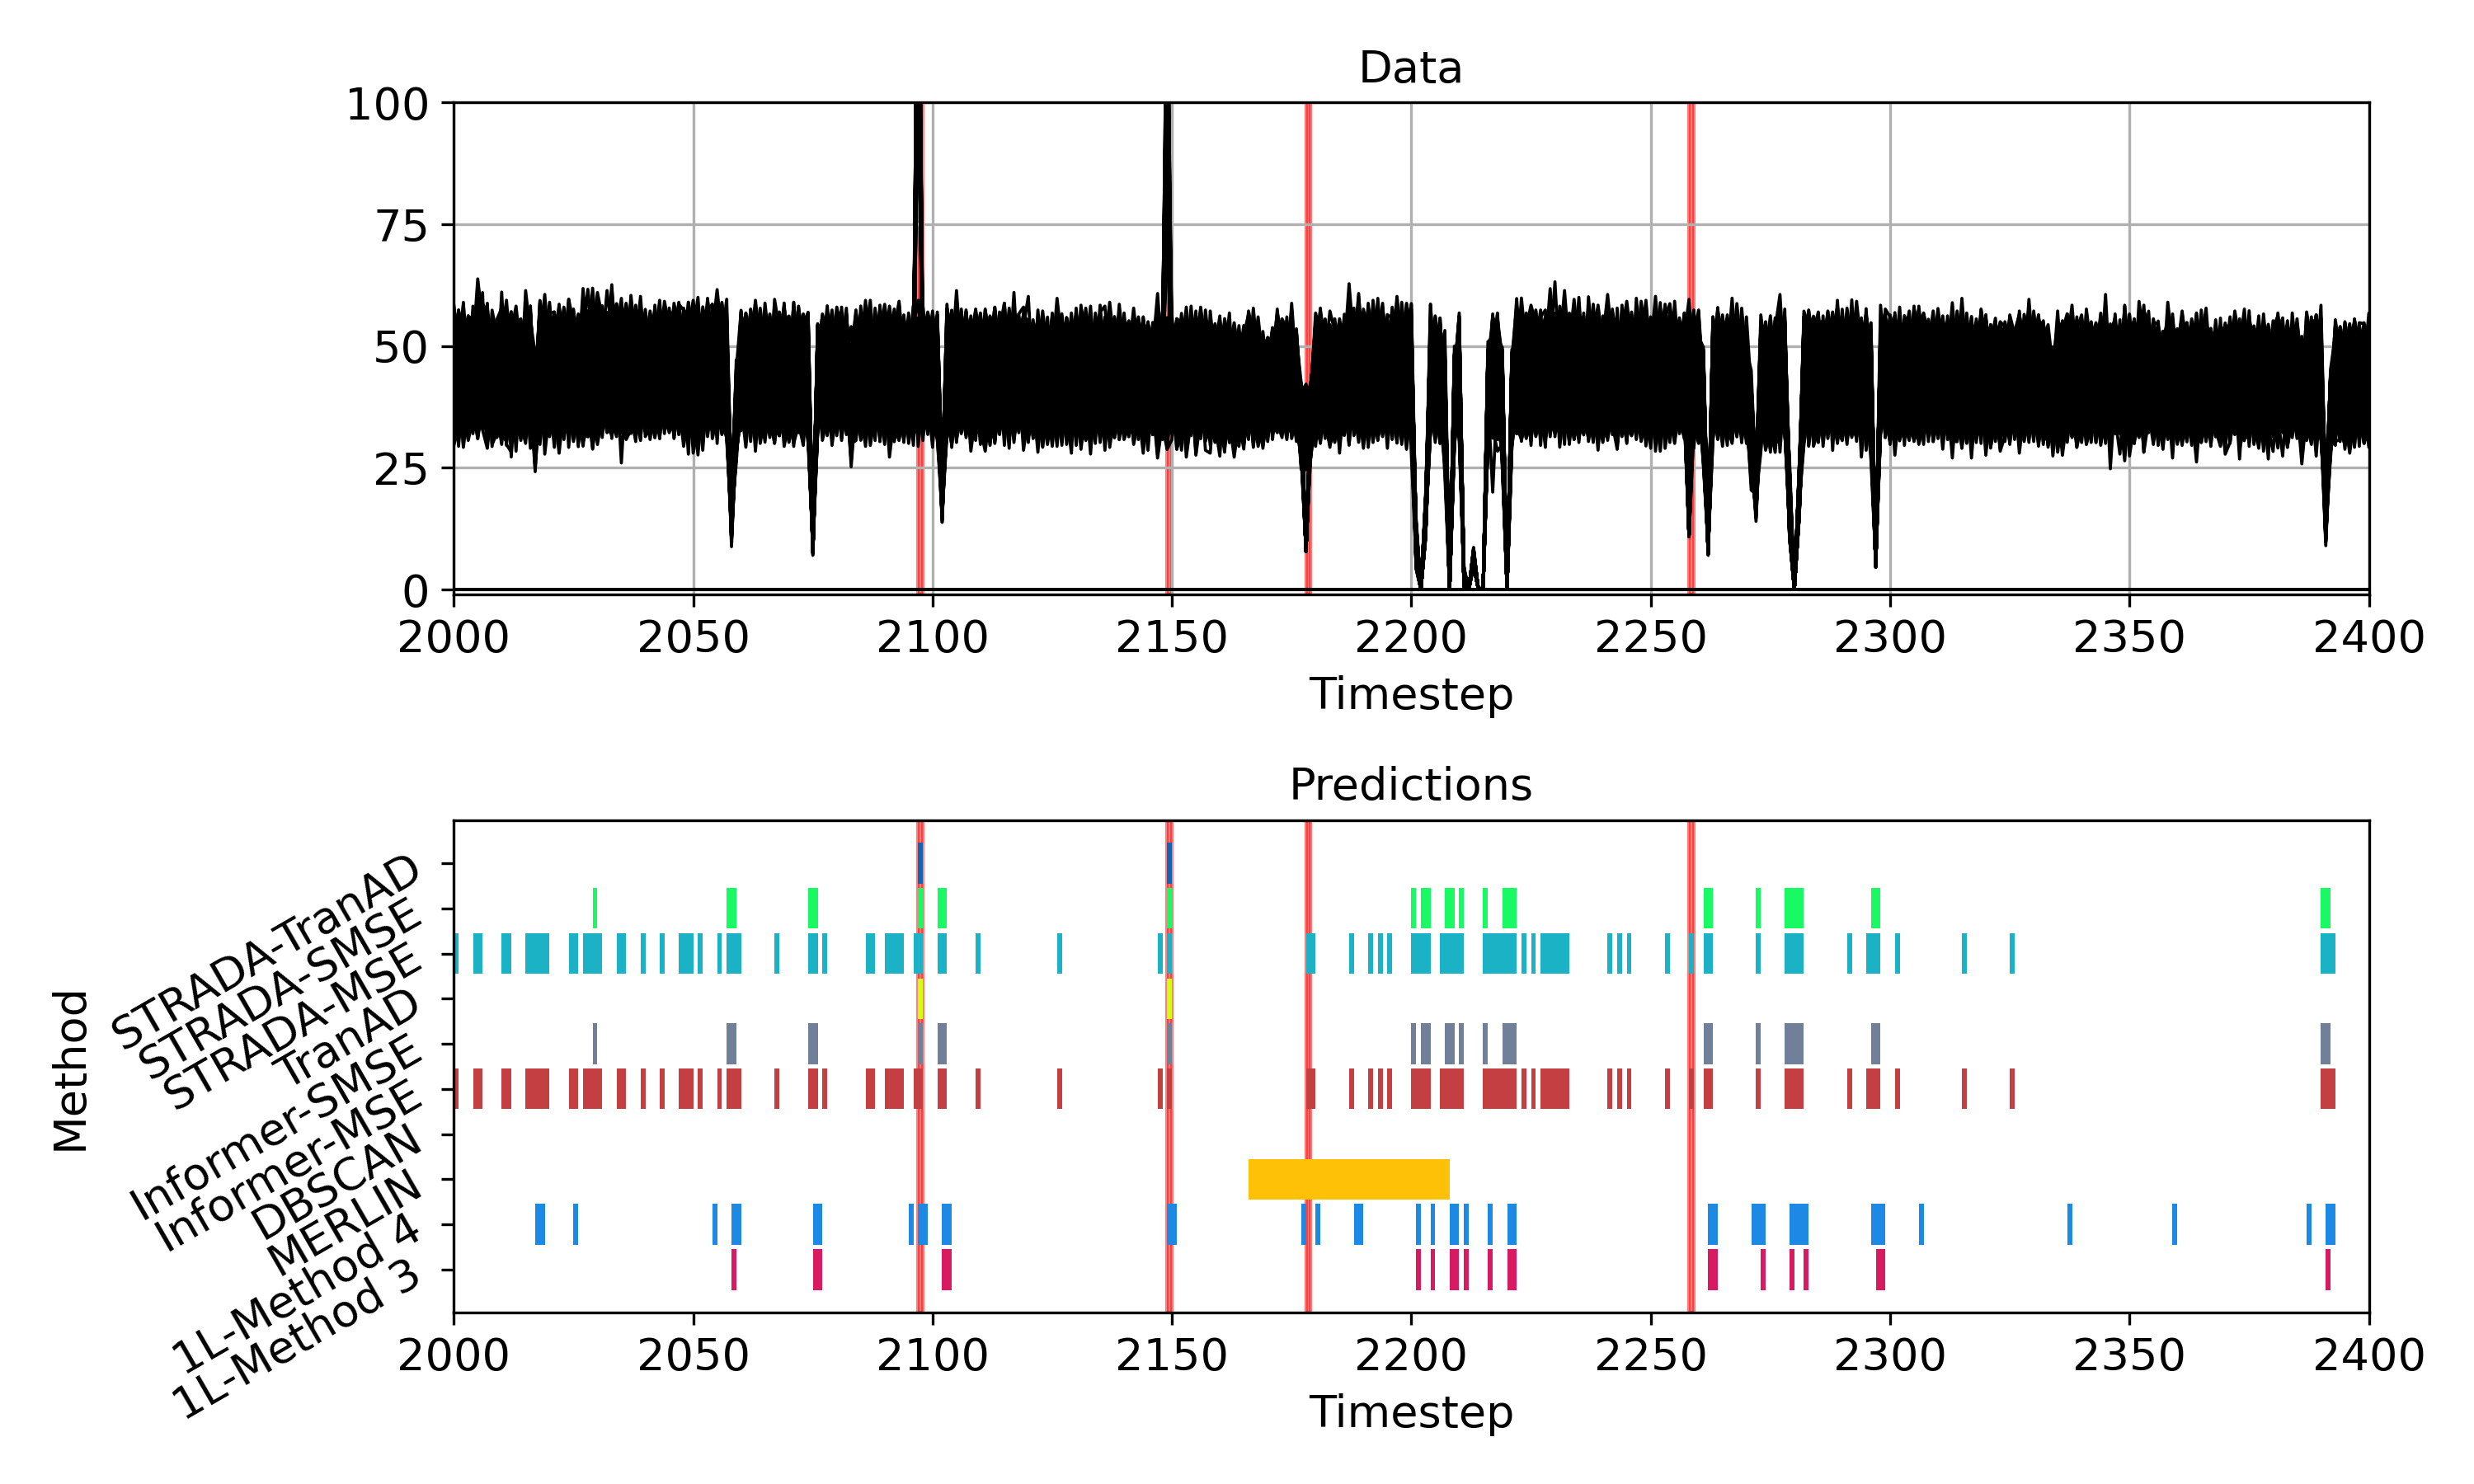 Data
100
75
50
25
0
2000 2050 2100 2150 2200 2250 2300 2350 2400
Timestep
Predictions
Method
STRADA-TranAD
STRADA-SMSE
STRADA-MSE
TranAD
Informer-SMSE
Informer-MSE
DBSCAN
MERLIN
1L-Method 4
1L-Method 3
2000 2050 2100 2150 2200 2250 2300 2350 2400
Timestep